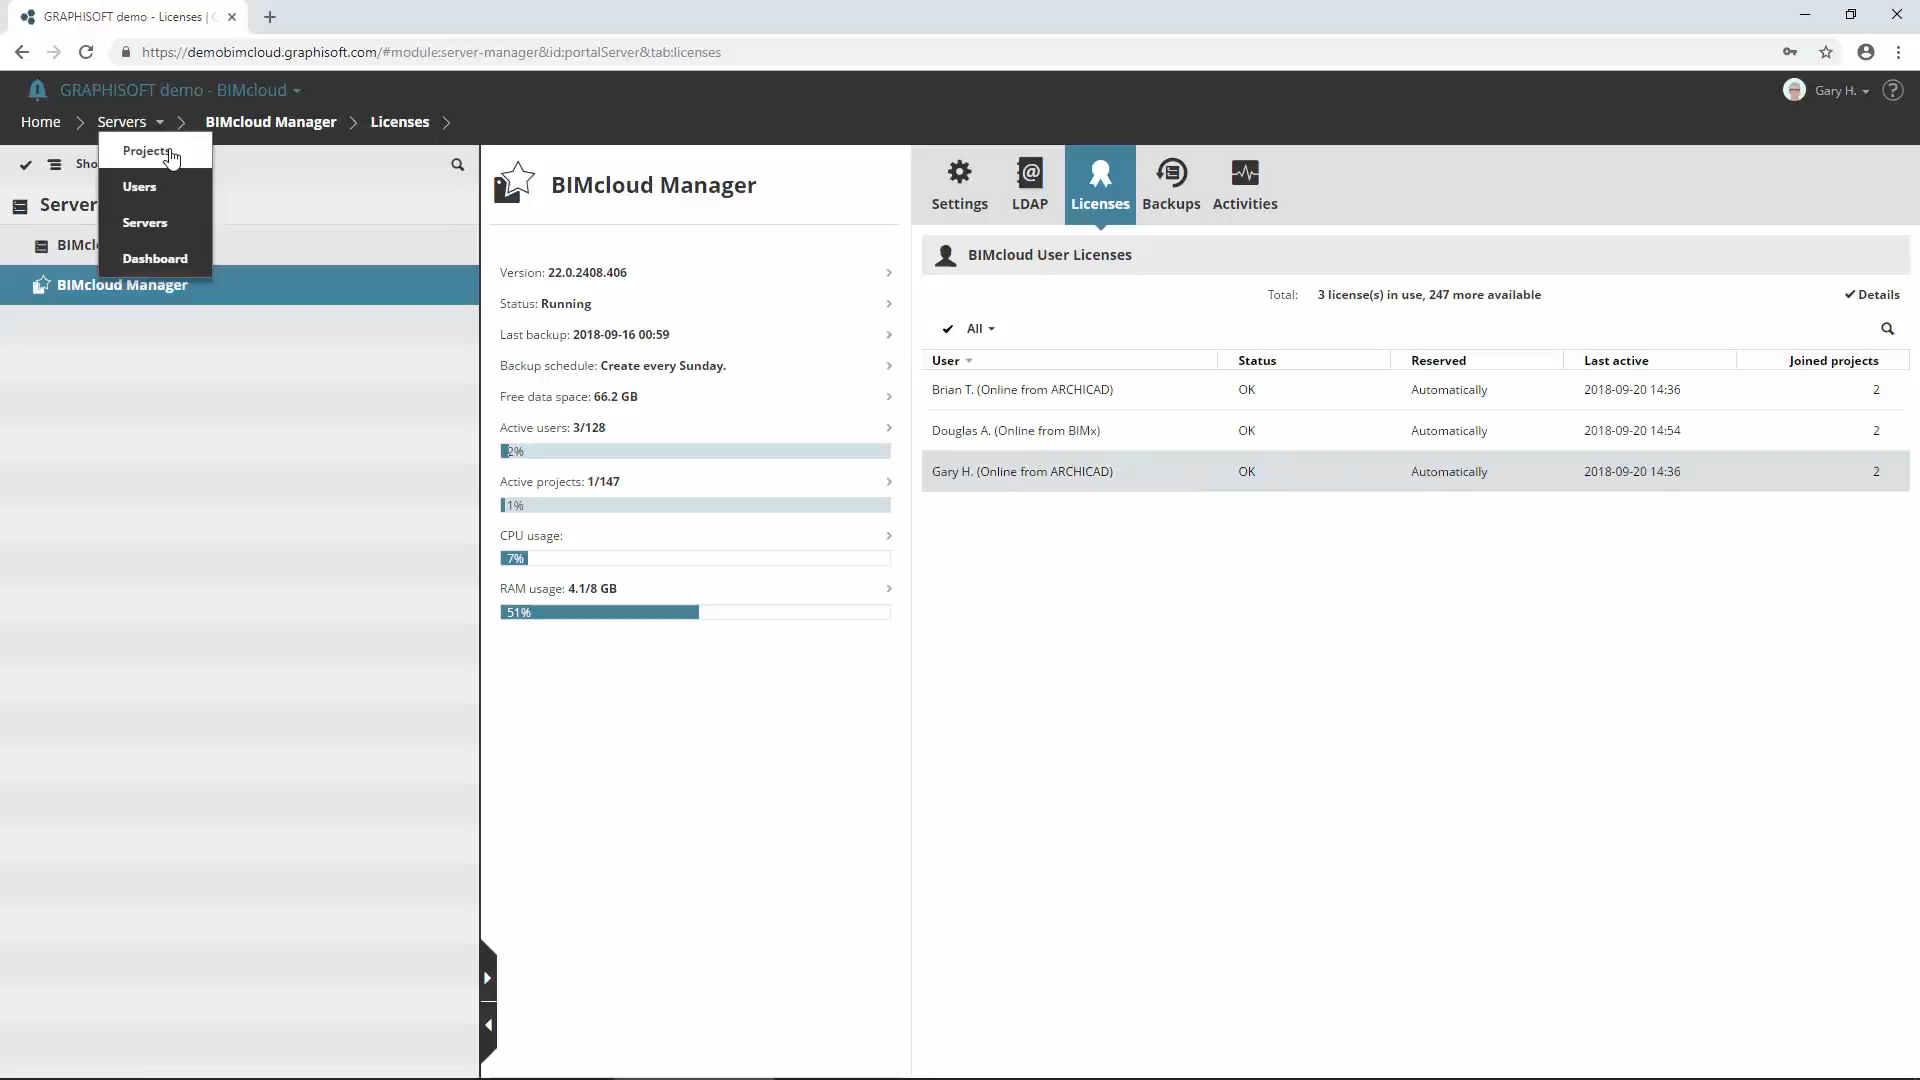 GRAPHISOFT demo - Licenses |
https://demobimcloud.graphisoft.com/#module:server-manager&id:portalServer&tab:licenses
GRAPHISOFT demo - BIMcloud
Gary H.
?
Home Servers BIMcloud Manager Licenses
Projects
Users
Servers
Dashboard
Sho
Server
BIMcl
BIMcloud Manager
BIMcloud Manager
Version: 22.0.2408.406
Status: Running
Last backup: 2018-09-16 00:59
Backup schedule: Create every Sunday.
Free data space: 66.2 GB
Active users: 3/128
2%
Active projects: 1/147
1%
CPU usage:
7%
RAM usage: 4.1/8 GB
51%
Settings LDAP Licenses Backups Activities
BIMcloud User Licenses
Total: 3 license(s) in use, 247 more available Details
All
User Status Reserved Last active Joined projects
Brian T. (Online from ARCHICAD) OK Automatically 2018-09-20 14:36 2
Douglas A. (Online from BIMx) OK Automatically 2018-09-20 14:54 2
Gary H. (Online from ARCHICAD) OK Automatically 2018-09-20 14:36 2